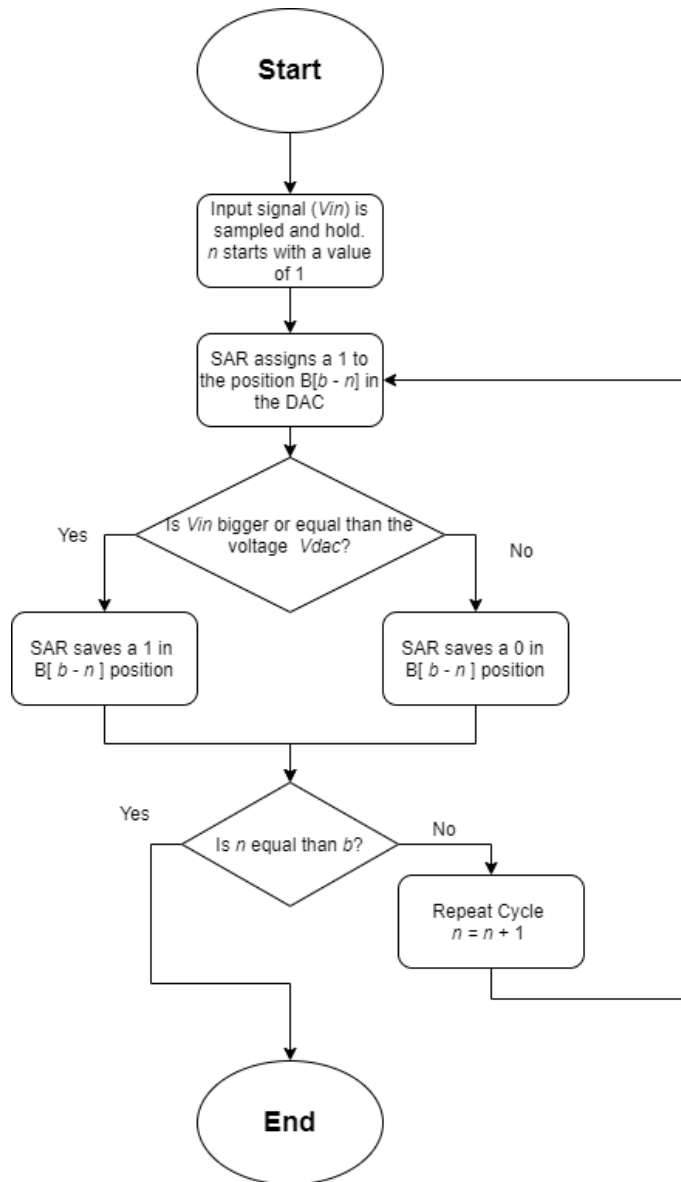 Start
Input signal (Vin) is
sampled and hold.
n starts with a value
of 1
SAR assigns a 1 to
the position B[b - n] in
the DAC
Is Vin bigger or equal than the
voltage Vdac?
Yes
No
SAR saves a 1 in
B[ b - n ] position
SAR saves a 0 in
B[ b - n ] position
Yes
Is n equal than b?
No
Repeat Cycle
n = n + 1
End